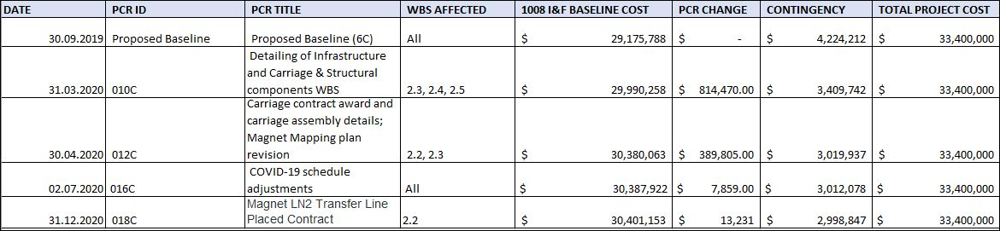 DATE PCR ID PCR TITLE WBS AFFECTED 1008 I&F BASELINE COST PCR CHANGE CONTINGENCY TOTAL PROJECT COST
30.09.2019 Proposed Baseline Proposed Baseline (6C) All $ 29,175,788 $ - $ 4,224,212 $ 33,400,000
Detailing of Infrastructure
and Carriage & Structural
31.03.2020 010C components WBS 2.3, 2.4, 2.5 $ 29,990,258 $ 814,470.00 $ 3,409,742 $ 33,400,000
Carriage contract award and
carriage assembly details;
Magnet Mapping plan
30.04.2020 012C revision 2.2, 2.3 $ 30,380,063 $ 389,805.00 $ 3,019,937 $ 33,400,000
COVID-19 schedule
02.07.2020 016C adjustments All $ 30,387,922 $ 7,859.00 $ 3,012,078 $ 33,400,000
Magnet LN2 Transfer Line
31.12.2020 018C Placed Contract 2.2 $ 30,401,153 $ 13,231 $ 2,998,847 $ 33,400,000